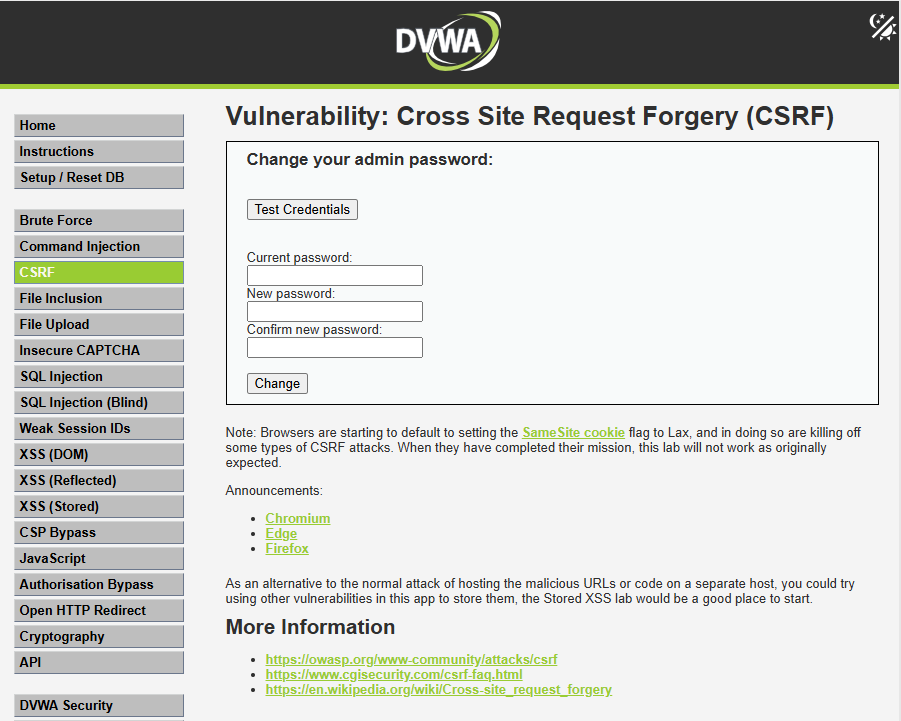 DVWA
Home
Instructions
Setup / Reset DB
Brute Force
Command Injection
CSRF
File Inclusion
File Upload
Insecure CAPTCHA
SQL Injection
SQL Injection (Blind)
Weak Session IDs
XSS (DOM)
XSS (Reflected)
XSS (Stored)
CSP Bypass
JavaScript
Authorisation Bypass
Open HTTP Redirect
Cryptography
API
DVWA Security
Vulnerability: Cross Site Request Forgery (CSRF)
Change your admin password:
Test Credentials
Current password:
New password:
Confirm new password:
Change
Note: Browsers are starting to default to setting the SameSite cookie flag to Lax, and in doing so are killing off
some types of CSRF attacks. When they have completed their mission, this lab will not work as originally
expected.
Announcements:
Chromium
Edge
Firefox
As an alternative to the normal attack of hosting the malicious URLs or code on a separate host, you could try
using other vulnerabilities in this app to store them, the Stored XSS lab would be a good place to start.
More Information
https://owasp.org/www-community/attacks/csrf
https://www.cgisecurity.com/csrf-faq.html
https://en.wikipedia.org/wiki/Cross-site_request_forgery